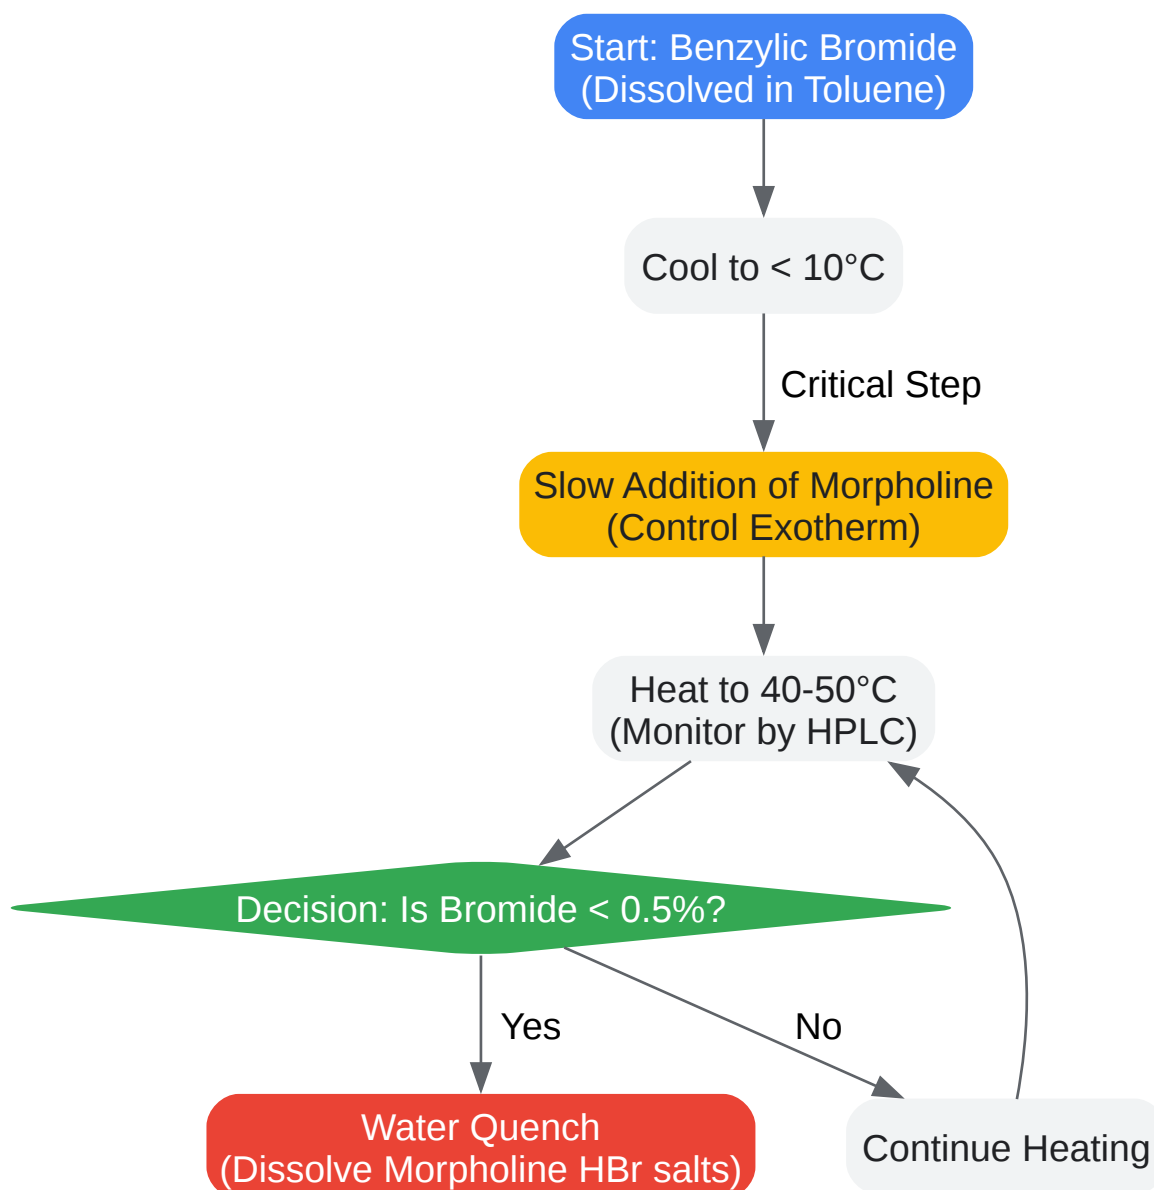 Start: Benzylic Bromide
(Dissolved in Toluene)
Cool to < 10°C
Critical Step
Slow Addition of Morpholine
(Control Exotherm)
Heat to 40-50°C
(Monitor by HPLC)
Decision: Is Bromide < 0.5%?
Yes
No
Water Quench
(Dissolve Morpholine HBr salts)
Continue Heating